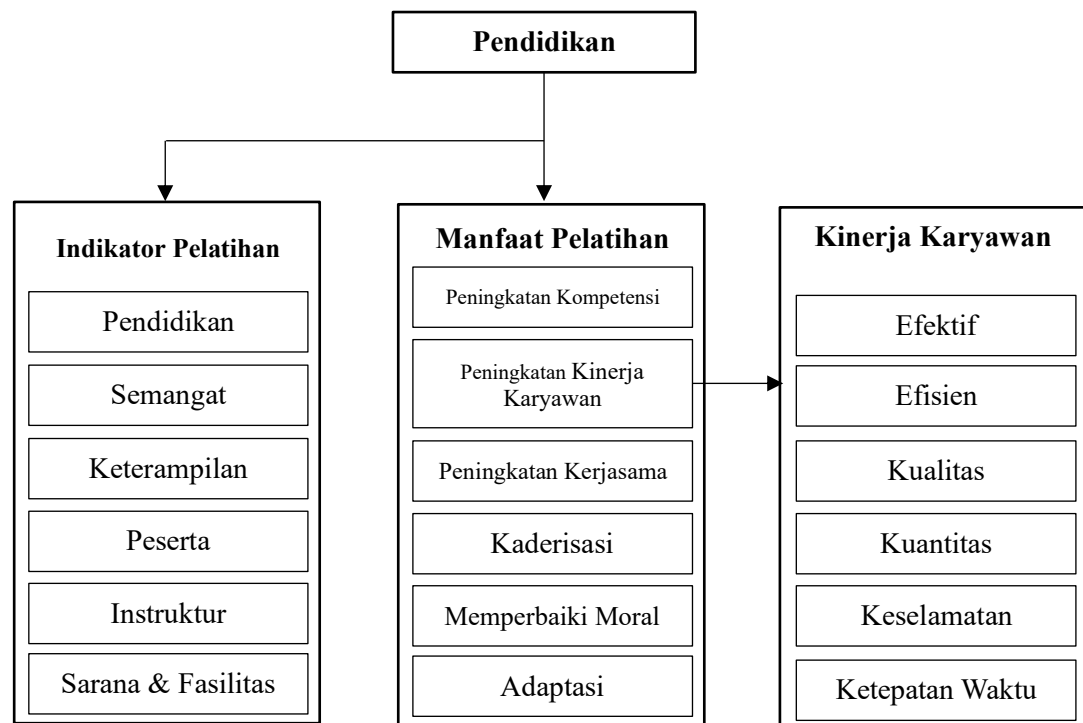 Pendidikan
Indikator Pelatihan
Pendidikan
Semangat
Keterampilan
Peserta
Instruktur
Sarana & Fasilitas
Manfaat Pelatihan
Peningkatan Kompetensi
Peningkatan Kinerja
Karyawan
Peningkatan Kerjasama
Kaderisasi
Memperbaiki Moral
Adaptasi
Kinerja Karyawan
Efektif
Efisien
Kualitas
Kuantitas
Keselamatan
Ketepatan Waktu